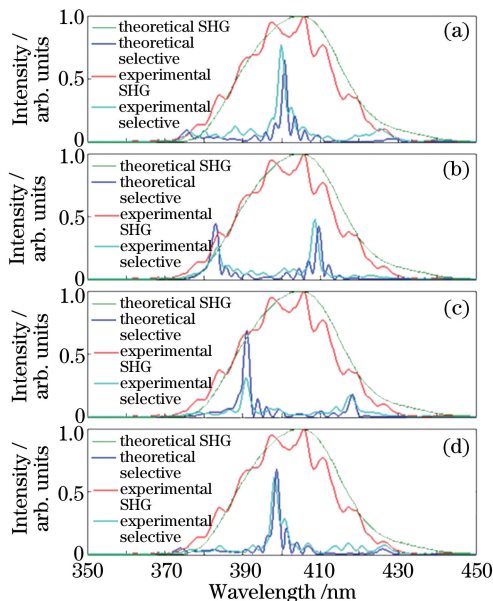 Intensity /
arb. units
1.0
0.5
0
theoretical SHG
theoretical
selective
experimental
SHG
experimental
selective
(a)
Intensity /
arb. units
1.0
0.5
0
theoretical SHG
theoretical
selective
experimental
SHG
experimental
selective
(b)
Intensity /
arb. units
1.0
0.5
0
theoretical SHG
theoretical
selective
experimental
SHG
experimental
selective
(c)
Intensity /
arb. units
1.0
0.5
0
theoretical SHG
theoretical
selective
experimental
SHG
experimental
selective
(d)
350 370 390 410 430 450
Wavelength /nm